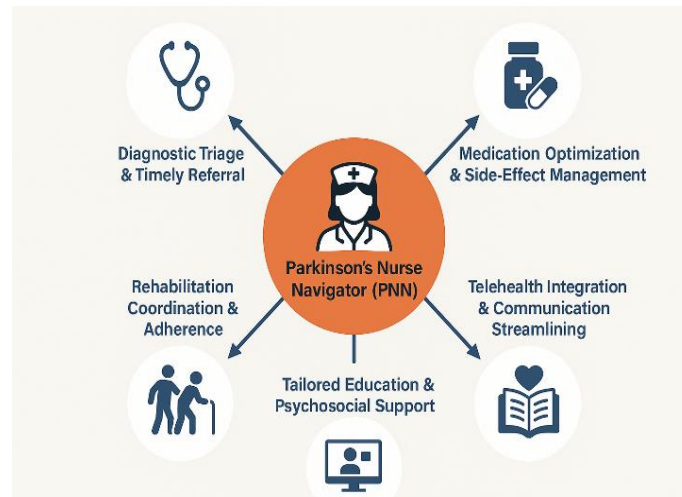 Diagnostic Triage
& Timely Referral
Medication Optimization
& Side-Effect Management
Parkinson's Nurse
Navigator (PNN)
Rehabilitation
Coordination &
Adherence
Telehealth Integration
& Communication
Streamlining
Tailored Education &
Psychosocial Support